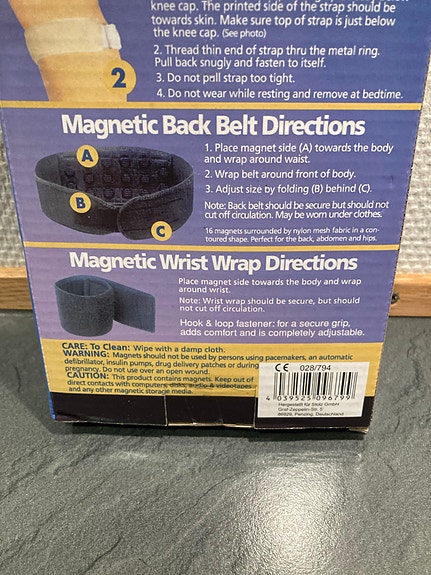 knee cap. The printed side of the strap should be
towards skin. Make sure top of strap is just below
the knee cap. (See photo)
2. Thread thin end of strap thru the metal ring.
Pull back snugly and fasten to itself.
3. Do not pull strap too tight.
4. Do not wear while resting and remove at bedtime.
2
Magnetic Back Belt Directions
A
B
C
1. Place magnet side (A) towards the body
and wrap around waist.
2. Wrap belt around front of body.
3. Adjust size by folding (B) behind (C).
Note: Back belt should be secure but should not
cut off circulation. May be worn under clothes.
16 magnets surrounded by nylon mesh fabric in a con-
toured shape. Perfect for the back, abdomen and hips.
Magnetic Wrist Wrap Directions
Place magnet side towards the body and wrap
around wrist.
Note: Wrist wrap should be secure, but should
not cut off circulation.
Hook & loop fastener: for a secure grip,
adds comfort and is completely adjustable.
CARE: To Clean: Wipe with a damp cloth.
WARNING: Magnets should not be used by persons using pacemakers, an automatic
defibrillator, insulin pumps, drug delivery patches or during
pregnancy. Do not use over an open wound.
CAUTION: This product contains magnets. Keep out of
direct contacts with computers, disks, audio & videotapes
and any other magnetic storage media.
CE 028/794
4 039525 096799
Hergestellt für Stolz GmbH
Graf-Zeppelin-Str. 5
86929, Penzing, Deutschland